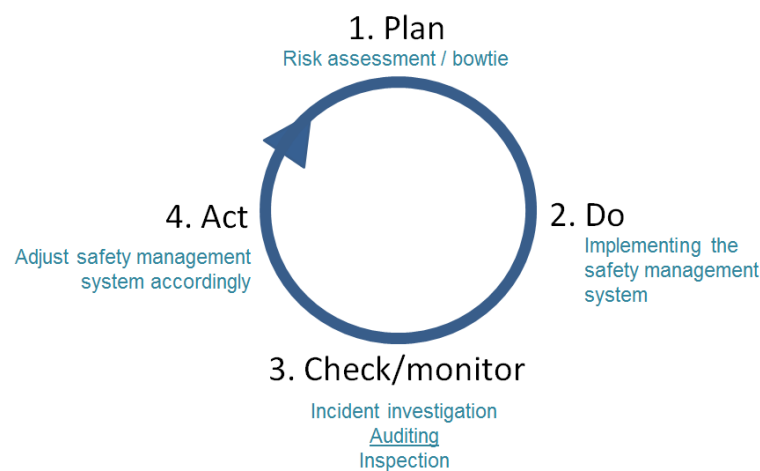 1. Plan
Risk assessment / bowtie
2. Do
Implementing the
safety management
system
3. Check/monitor
Incident investigation
Auditing
Inspection
4. Act
Adjust safety management
system accordingly